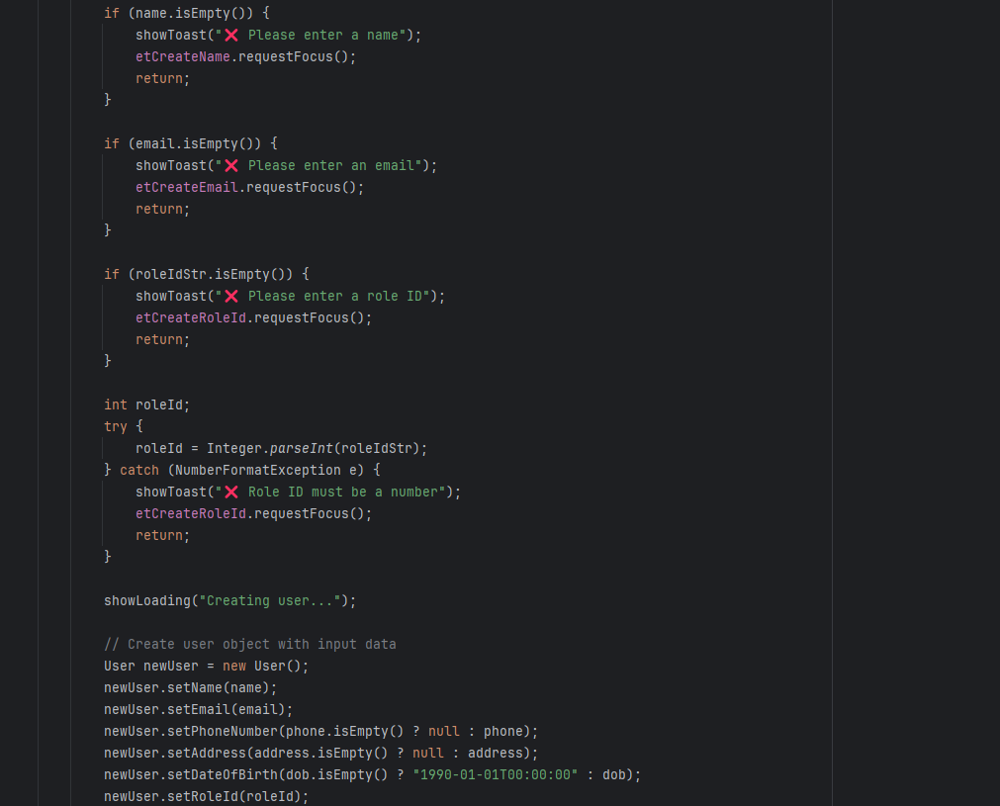 if (name.isEmpty()) {
    showToast("❌ Please enter a name");
    etCreateName.requestFocus();
    return;
}

if (email.isEmpty()) {
    showToast("❌ Please enter an email");
    etCreateEmail.requestFocus();
    return;
}

if (roleIdStr.isEmpty()) {
    showToast("❌ Please enter a role ID");
    etCreateRoleId.requestFocus();
    return;
}

int roleId;
try {
    roleId = Integer.parseInt(roleIdStr);
} catch (NumberFormatException e) {
    showToast("❌ Role ID must be a number");
    etCreateRoleId.requestFocus();
    return;
}

showLoading("Creating user...");

// Create user object with input data
User newUser = new User();
newUser.setName(name);
newUser.setEmail(email);
newUser.setPhoneNumber(phone.isEmpty() ? null : phone);
newUser.setAddress(address.isEmpty() ? null : address);
newUser.setDateOfBirth(dob.isEmpty() ? "1990-01-01T00:00:00" : dob);
newUser.setRoleId(roleId);